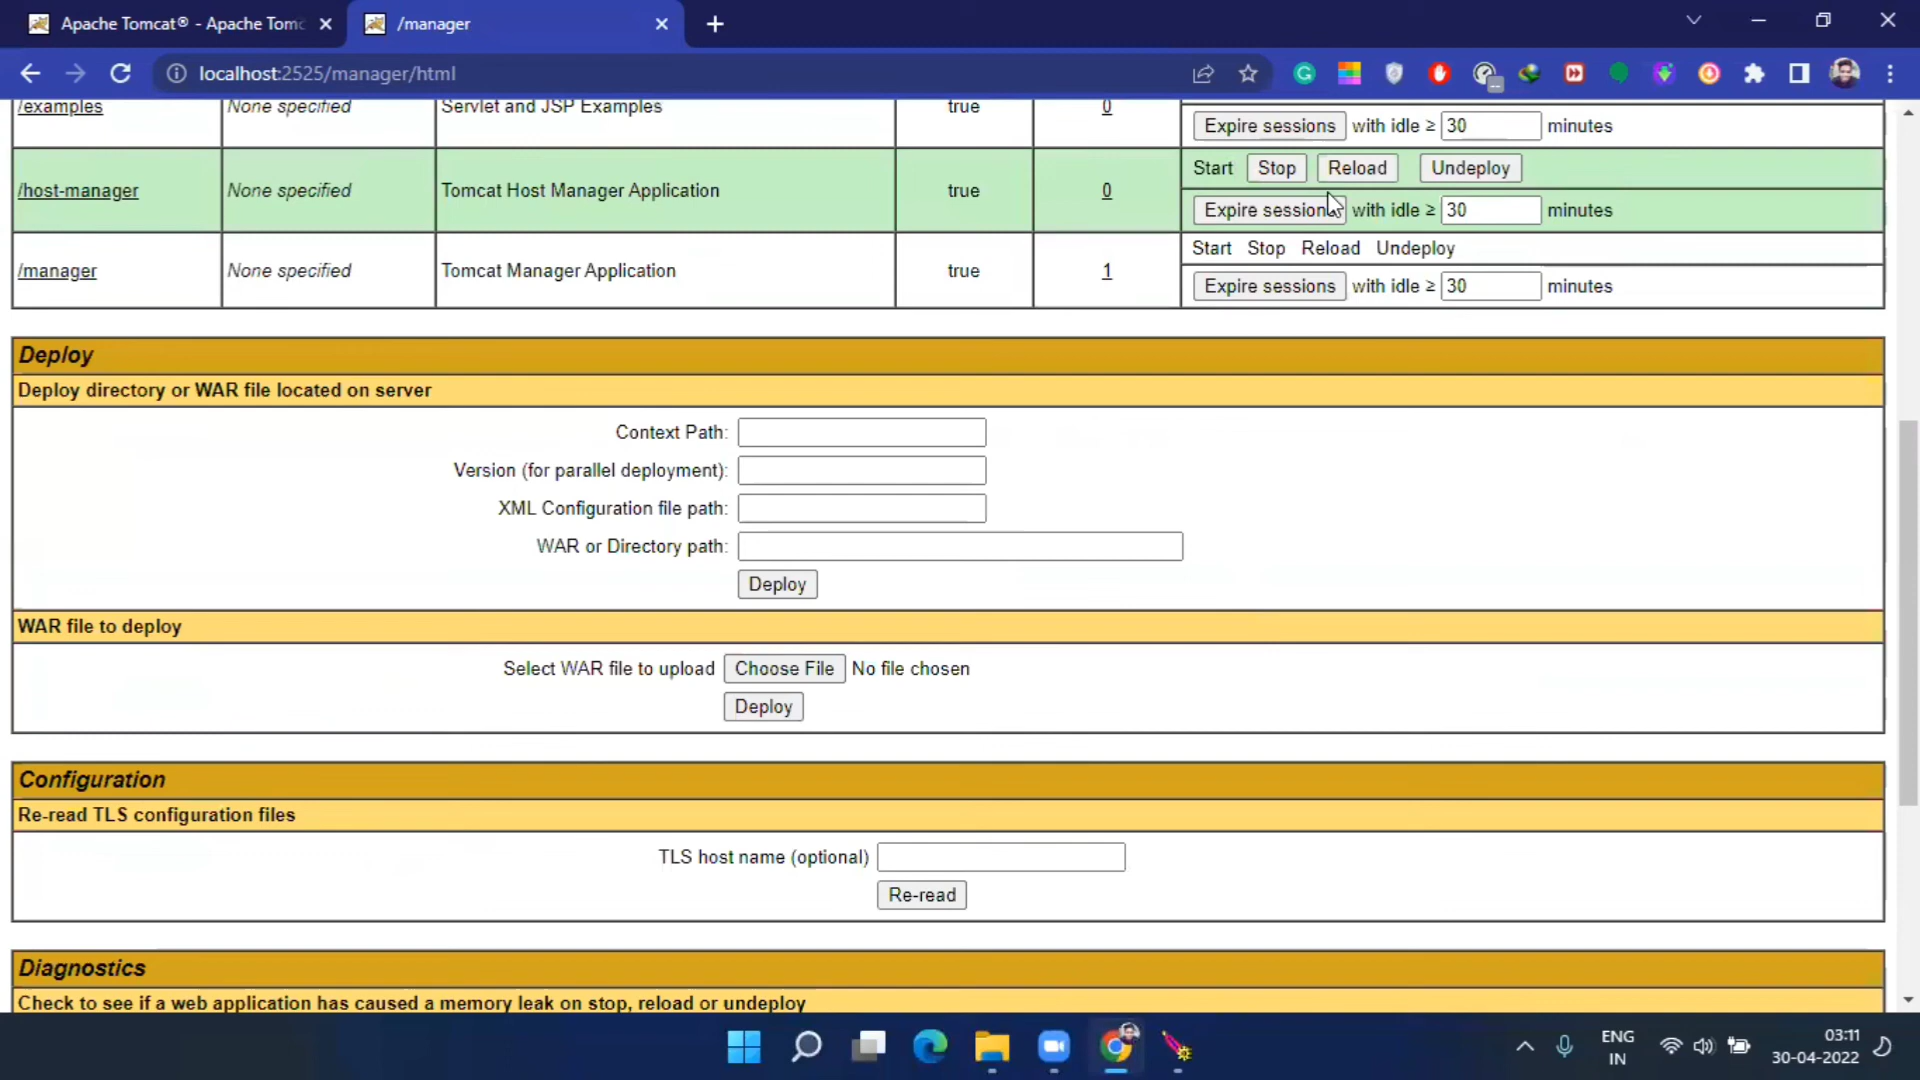 Apache Tomcat® - Apache Tomc
/manager
localhost:2525/manager/html
/examples None specified Servlet and JSP Examples true 0
Expire sessions with idle ≥ 30 minutes
Start Stop Reload Undeploy
/host-manager None specified Tomcat Host Manager Application true 0
Expire sessions with idle ≥ 30 minutes
Start Stop Reload Undeploy
/manager None specified Tomcat Manager Application true 1
Expire sessions with idle ≥ 30 minutes
Deploy
Deploy directory or WAR file located on server
Context Path:
Version (for parallel deployment):
XML Configuration file path:
WAR or Directory path:
Deploy
WAR file to deploy
Select WAR file to upload Choose File No file chosen
Deploy
Configuration
Re-read TLS configuration files
TLS host name (optional)
Re-read
Diagnostics
Check to see if a web application has caused a memory leak on stop, reload or undeploy
ENG
IN
03:11
30-04-2022